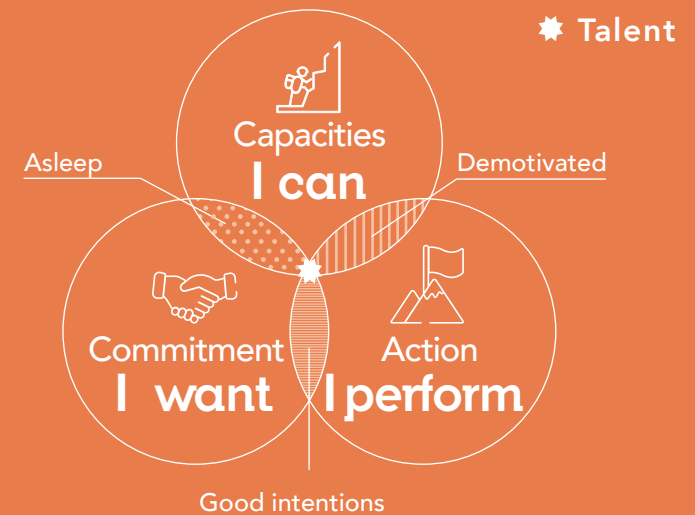 Talent
Capacities
I can
Asleep
Demotivated
Commitment
I want
Action
I perform
Good intentions